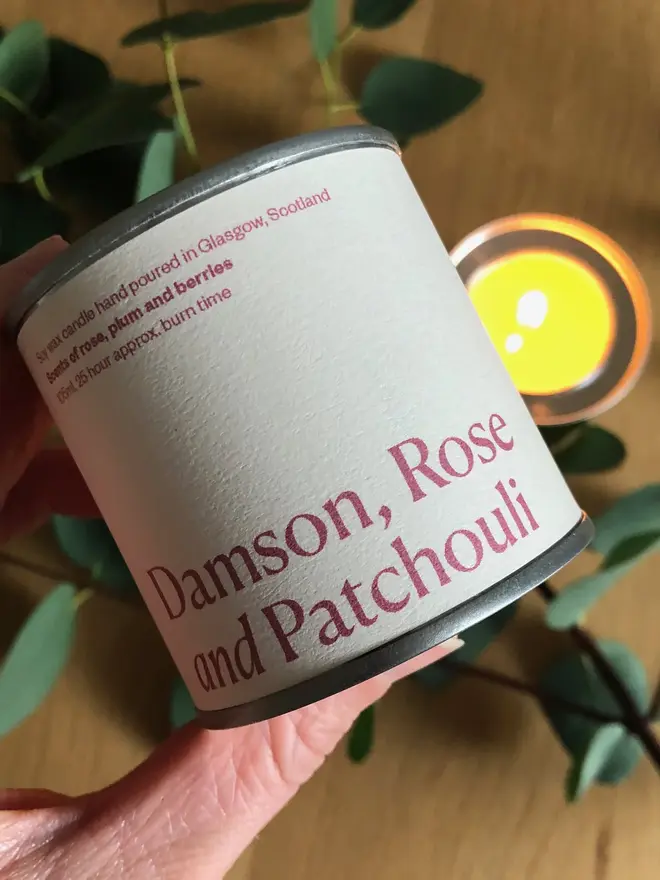 Soy wax candle hand poured in Glasgow, Scotland
Scents of rose, plum and berries
25 hour approx. burn time
Damson, Rose
and Patchouli